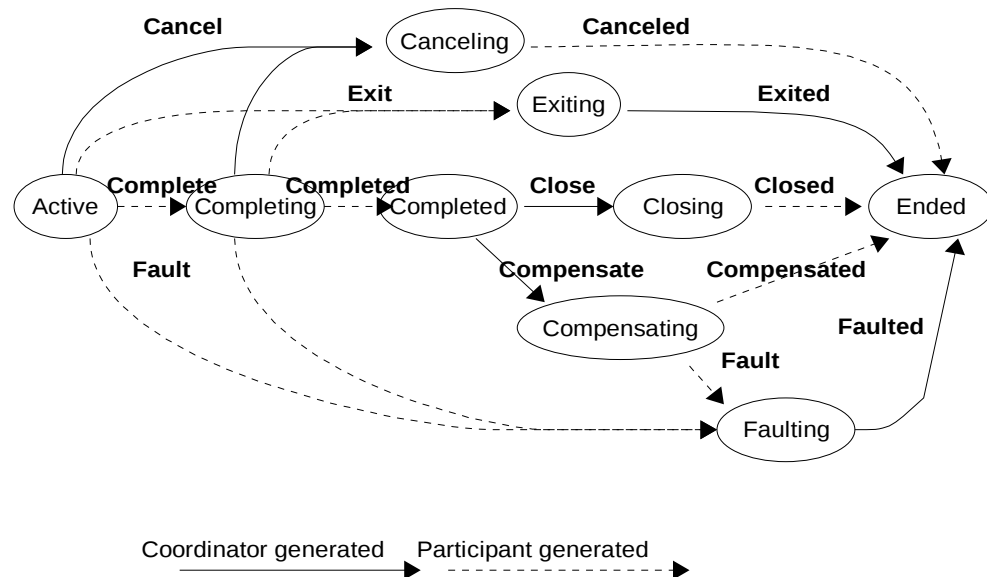 Cancel
Canceling
Canceled
Exit
Exiting
Exited
Active
Complete
Completing
Completed
Completed
Close
Closing
Closed
Ended
Fault
Compensate
Compensated
Compensating
Faulted
Fault
Faulting
Coordinator generated
Participant generated